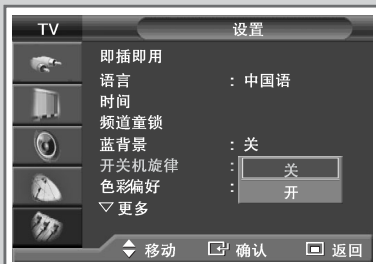 TV 设置
即插即用
语言 : 中国语
时间
频道童锁
蓝背景 : 关
开关机旋律 : 关
开
色彩偏好 :
▽更多
移动 确认 返回